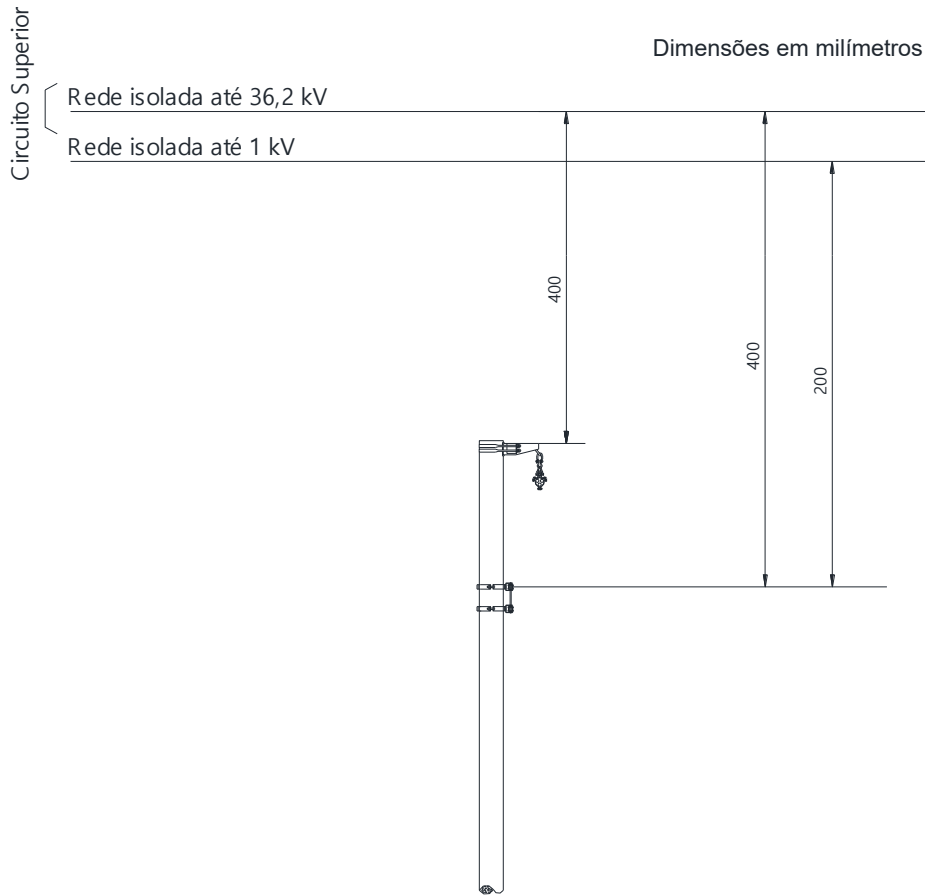 Dimensões em milímetros
Circuito Superior
Rede isolada até 36,2 kV
Rede isolada até 1 kV
400
400
200